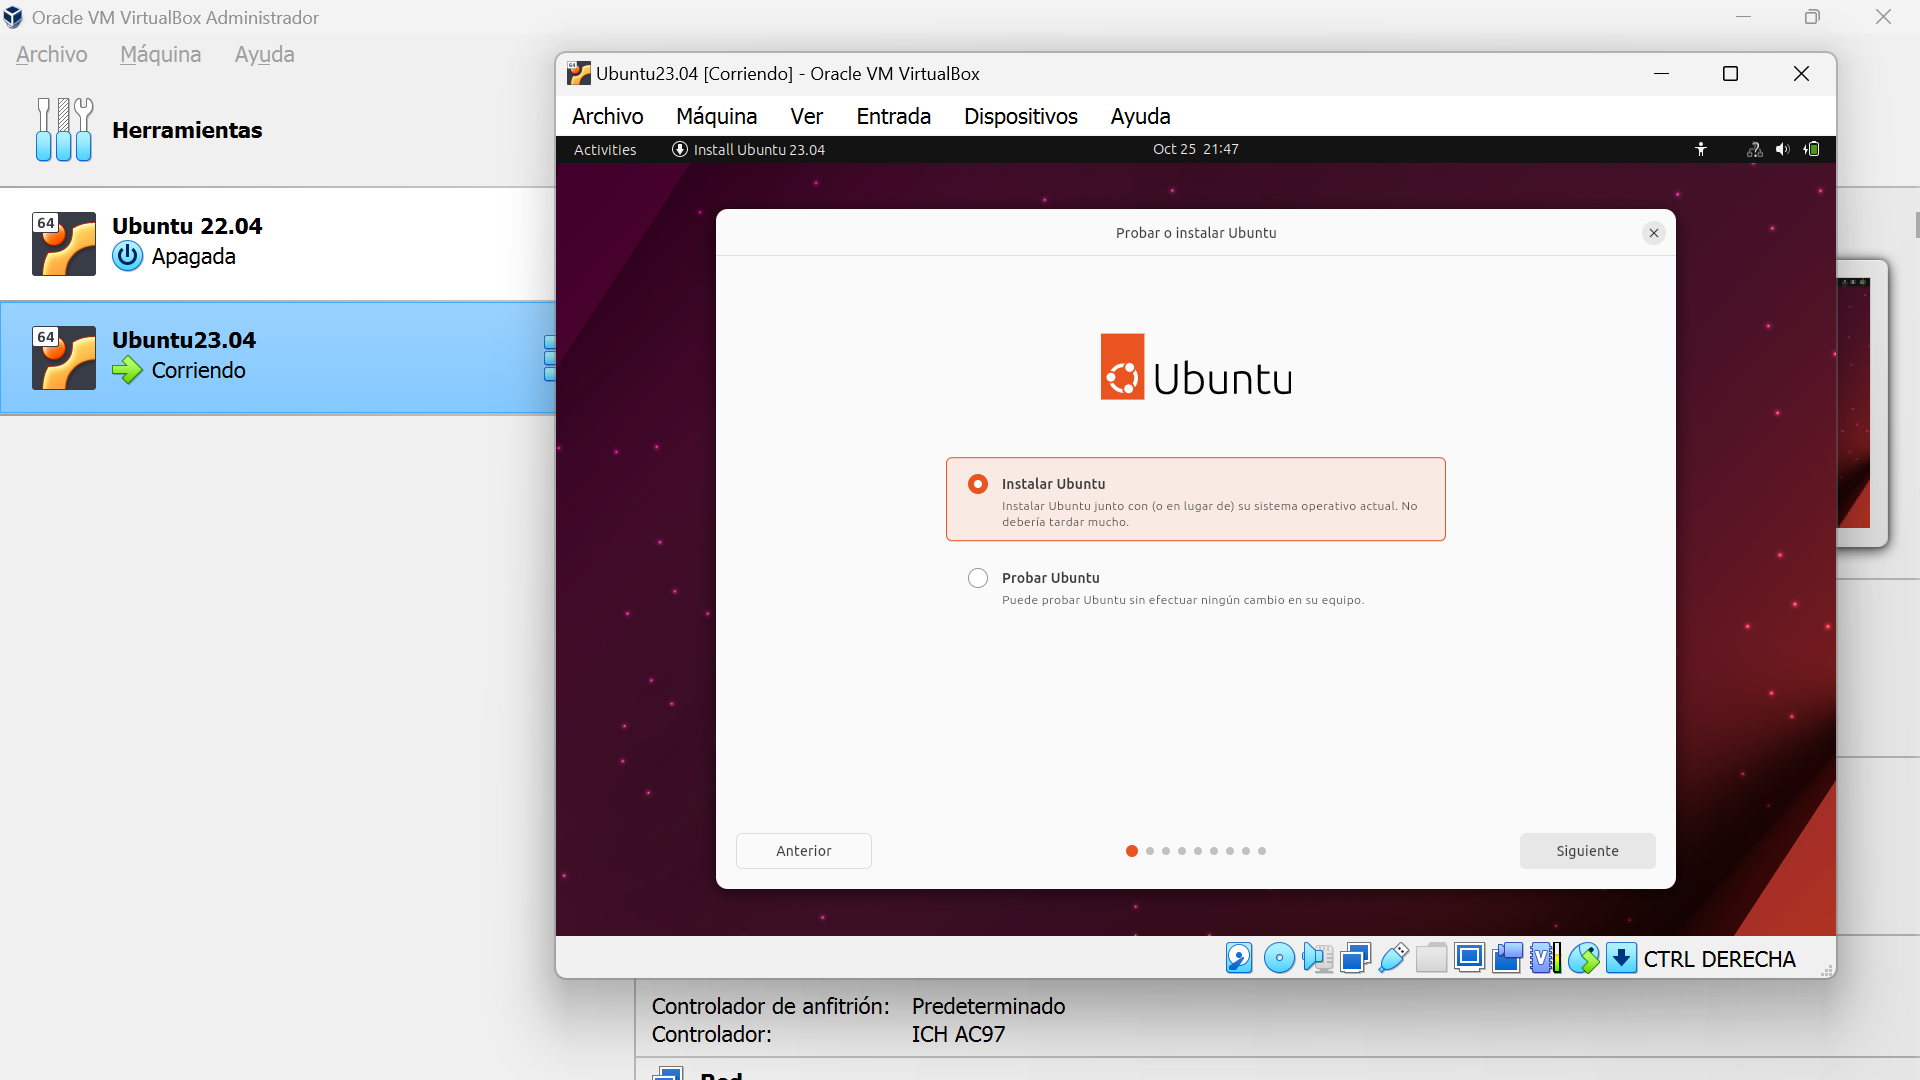 Oracle VM VirtualBox Administrador
Archivo Máquina Ayuda
Herramientas
64
Ubuntu 22.04
Apagada
64
Ubuntu23.04
Corriendo
64
Ubuntu23.04 [Corriendo] - Oracle VM VirtualBox
Archivo Máquina Ver Entrada Dispositivos Ayuda
Activities Install Ubuntu 23.04 Oct 25 21:47
Probar o instalar Ubuntu
Ubuntu
Instalar Ubuntu
Instalar Ubuntu junto con (o en lugar de) su sistema operativo actual. No
debería tardar mucho.
Probar Ubuntu
Puede probar Ubuntu sin efectuar ningún cambio en su equipo.
Anterior
Siguiente
V
CTRL DERECHA
Controlador de anfitrión: Predeterminado
Controlador: ICH AC97
Red